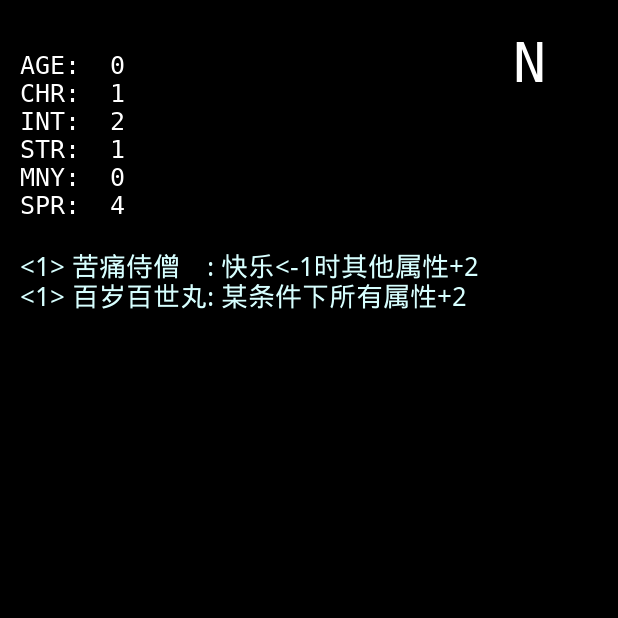 N
AGE: 0
CHR: 1
INT: 2
STR: 1
MNY: 0
SPR: 4
<1> 苦痛侍僧 : 快乐<-1时其他属性+2
<1> 百岁百世丸: 某条件下所有属性+2